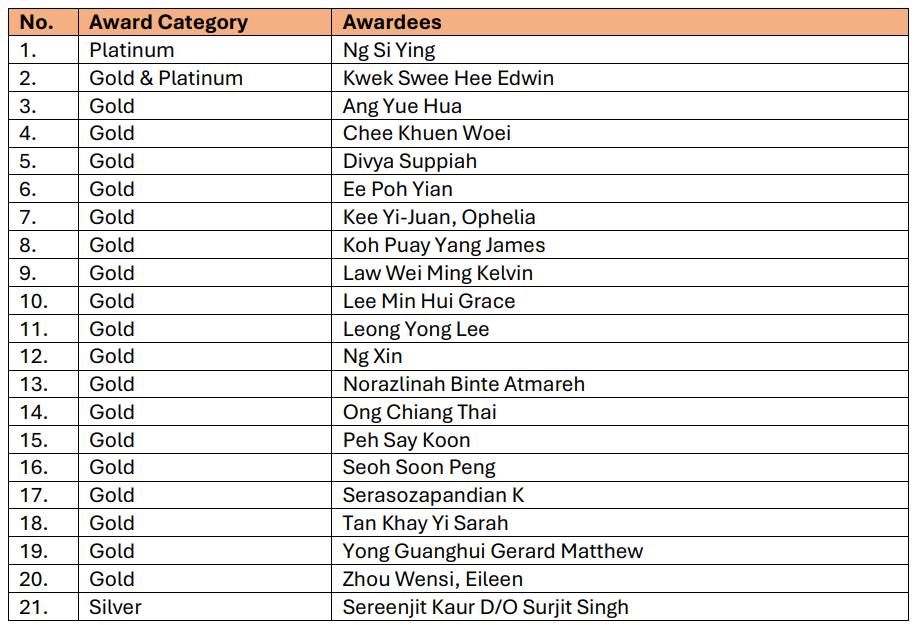 No. Award Category Awardees
1. Platinum Ng Si Ying
2. Gold & Platinum Kwek Swee Hee Edwin
3. Gold Ang Yue Hua
4. Gold Chee Khuen Woei
5. Gold Divya Suppiah
6. Gold Ee Poh Yian
7. Gold Kee Yi-Juan, Ophelia
8. Gold Koh Puay Yang James
9. Gold Law Wei Ming Kelvin
10. Gold Lee Min Hui Grace
11. Gold Leong Yong Lee
12. Gold Ng Xin
13. Gold Norazlinah Binte Atmareh
14. Gold Ong Chiang Thai
15. Gold Peh Say Koon
16. Gold Seoh Soon Peng
17. Gold Serasozapandian K
18. Gold Tan Khay Yi Sarah
19. Gold Yong Guanghui Gerard Matthew
20. Gold Zhou Wensi, Eileen
21. Silver Sereenjit Kaur D/O Surjit Singh